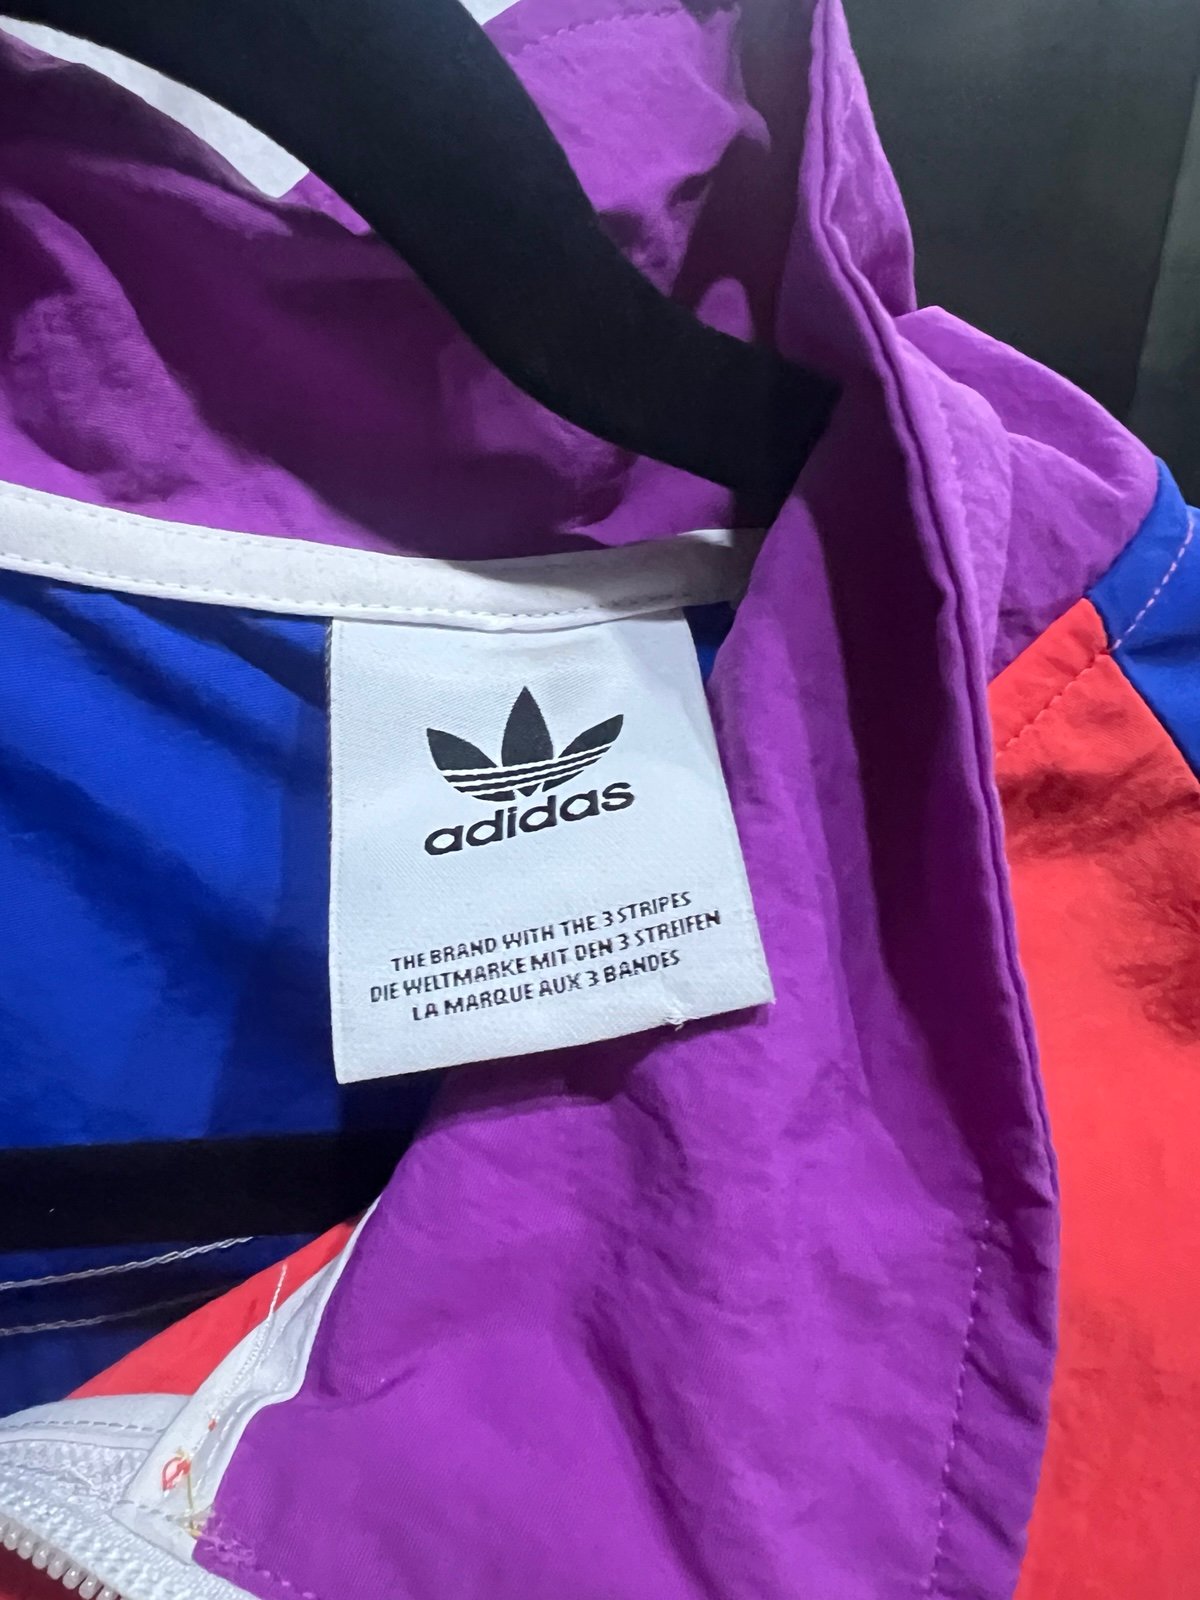 adidas
THE BRAND WITH THE 3 STRIPES
DIE WELTMARKE MIT DEN 3 STREIFEN
LA MARQUE AUX 3 BANDES